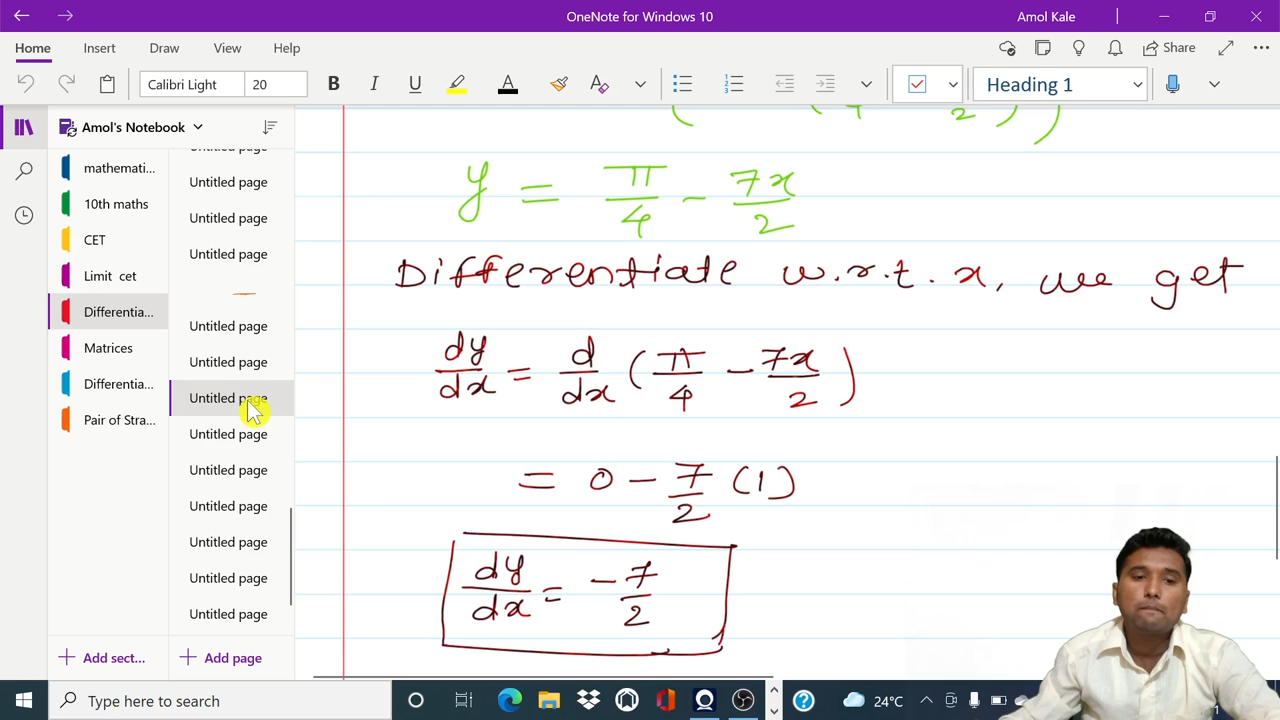 OneNote for Windows 10
Amol Kale
Home Insert Draw View Help
Share
Calibri Light 20
B I U A
Heading 1
Amol's Notebook
mathemati...
10th maths
CET
Limit cet
Differentia...
Matrices
Differentia...
Pair of Stra...
Untitled page
Untitled page
Untitled page
Untitled page
Untitled page
Untitled page
Untitled page
Untitled page
Untitled page
Untitled page
Untitled page
Untitled page
Untitled page
Add sect...
Add page
y = π/4 - 7x/2
Differentiate w.r.t. x, we get
dy/dx = d/dx (π/4 - 7x/2)
= 0 - 7/2 (1)
dy/dx = -7/2
Type here to search
24°C